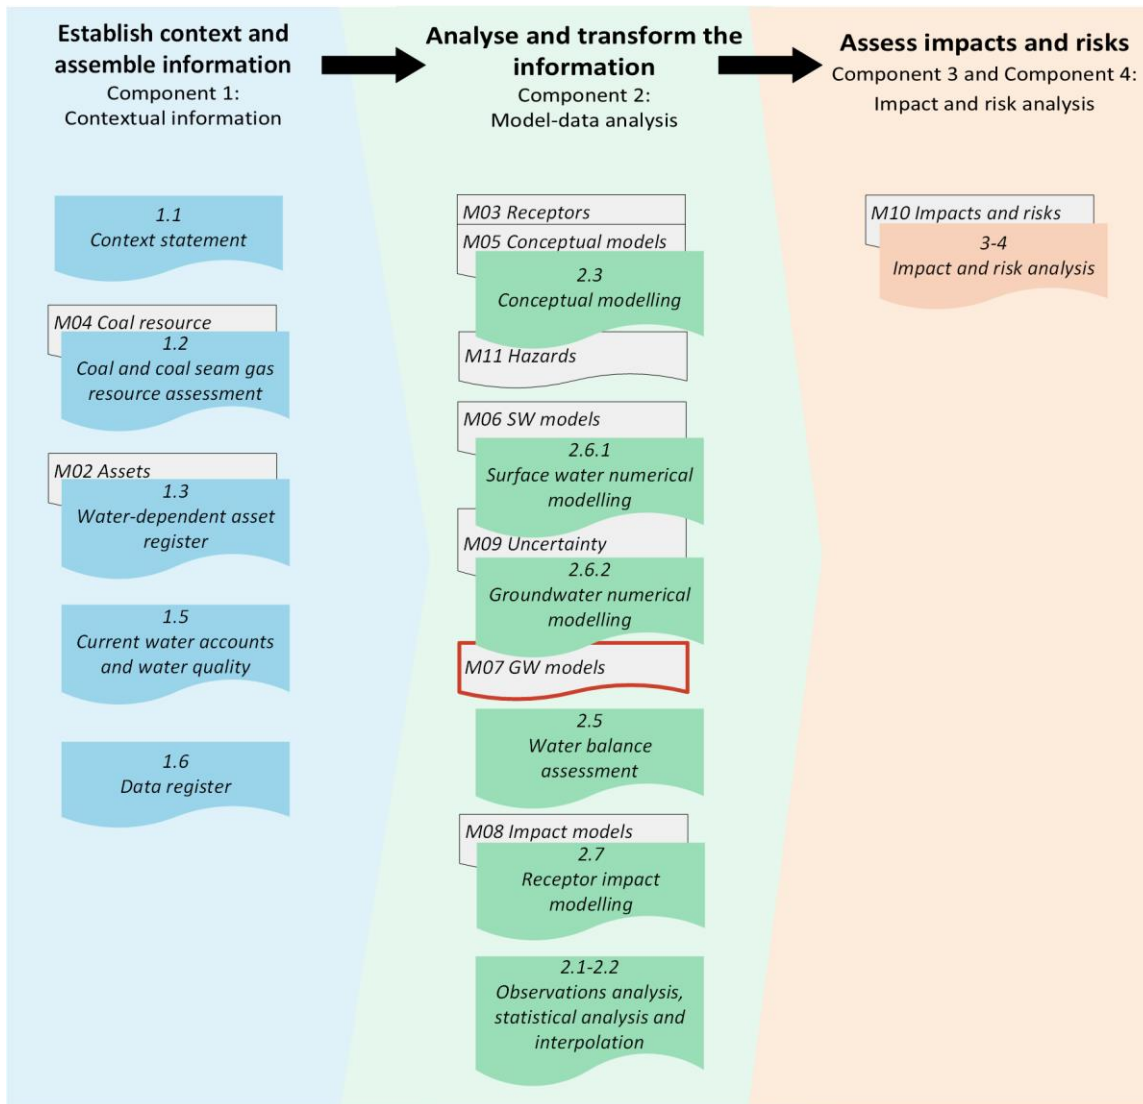 Establish context and
assemble information
Component 1:
Contextual information
1.1
Context statement
M04 Coal resource
1.2
Coal and coal seam gas
resource assessment
M02 Assets
1.3
Water-dependent asset
register
1.5
Current water accounts
and water quality
1.6
Data register
Analyse and transform the
information
Component 2:
Model-data analysis
M03 Receptors
M05 Conceptual models
2.3
Conceptual modelling
M11 Hazards
M06 SW models
2.6.1
Surface water numerical
modelling
M09 Uncertainty
2.6.2
Groundwater numerical
modelling
M07 GW models
2.5
Water balance
assessment
M08 Impact models
2.7
Receptor impact
modelling
2.1-2.2
Observations analysis,
statistical analysis and
interpolation
Assess impacts and risks
Component 3 and Component 4:
Impact and risk analysis
M10 Impacts and risks
3-4
Impact and risk analysis